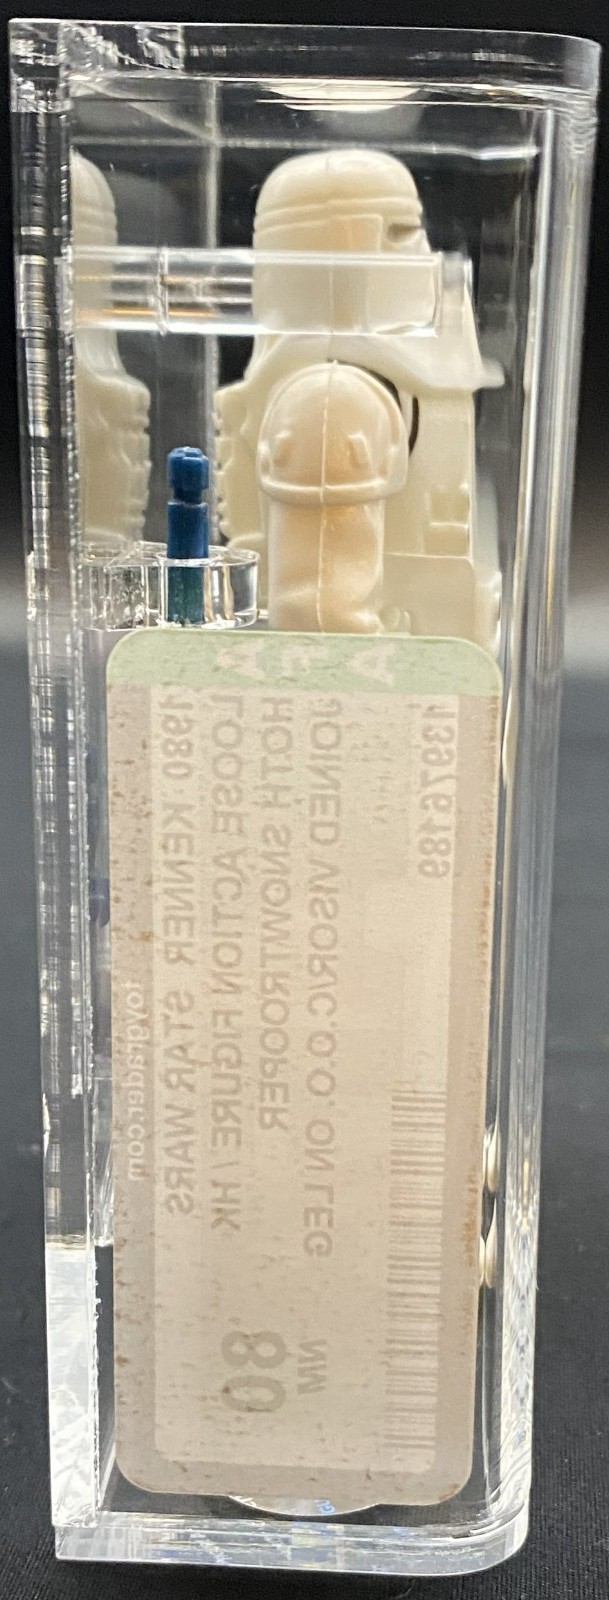 AFA
1980 KENNER STAR WARS
LOOSE ACTION FIGURE / HK
HOTH SNOWTROOPER
JOINED VISOR/C.O.O. ON LEG
13976189
80
NM
toygrader.com